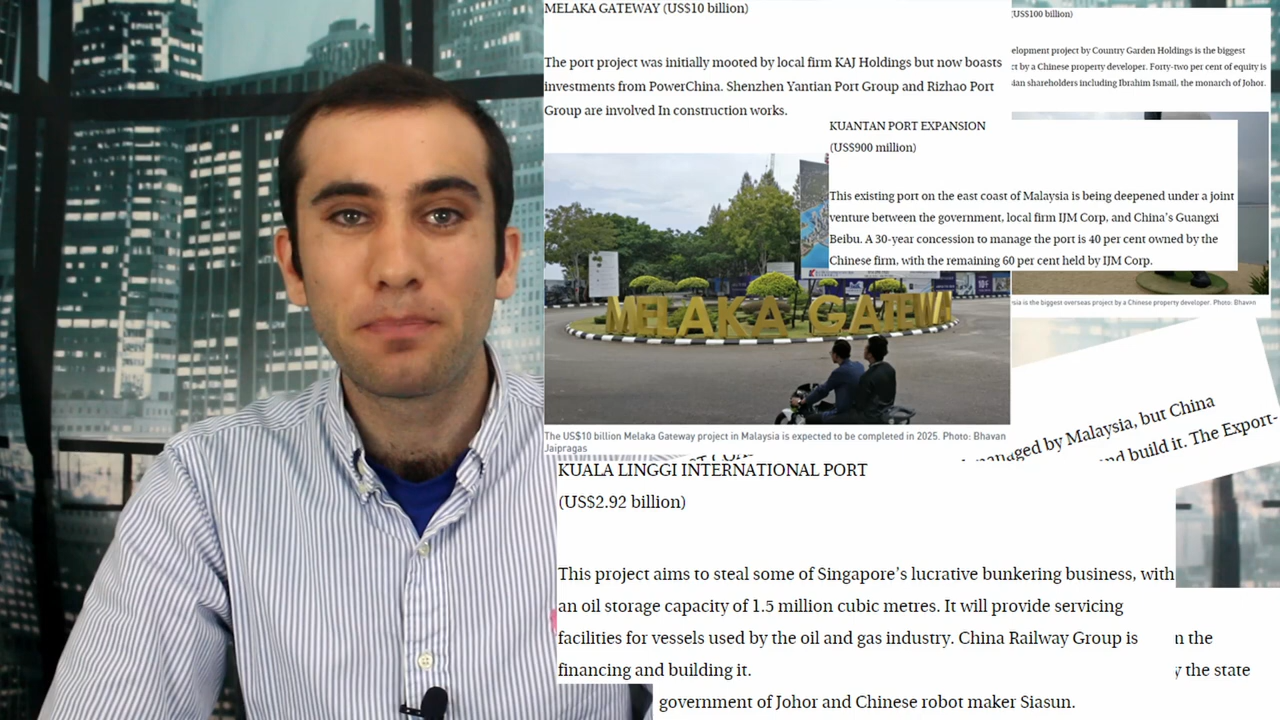 MELAKA GATEWAY (US$10 billion)
The port project was initially mooted by local firm KAJ Holdings but now boasts
investments from PowerChina. Shenzhen Yantian Port Group and Rizhao Port
Group are involved In construction works.
MELAKA GATEWA
The US$10 billion Melaka Gateway project in Malaysia is expected to be completed in 2025. Photo: Bhavan
Jaipragas
(US$100 billion)
elopment project by Country Garden Holdings is the biggest
ct by a Chinese property developer. Forty-two per cent of equity is
ian shareholders including Ibrahim Ismail, the monarch of Johor.
KUANTAN PORT EXPANSION
(US$900 million)
This existing port on the east coast of Malaysia is being deepened under a joint
venture between the government, local firm IJM Corp, and China's Guangxi
Beibu. A 30-year concession to manage the port is 40 per cent owned by the
Chinese firm, with the remaining 60 per cent held by IJM Corp.
sia is the biggest overseas project by a Chinese property developer. Photo: Bhavan
managed by Malaysia, but China
nd build it. The Export-
KUALA LINGGI INTERNATIONAL PORT
(US$2.92 billion)
This project aims to steal some of Singapore's lucrative bunkering business, with
an oil storage capacity of 1.5 million cubic metres. It will provide servicing
facilities for vessels used by the oil and gas industry. China Railway Group is
financing and building it.
n the
y the state
government of Johor and Chinese robot maker Siasun.